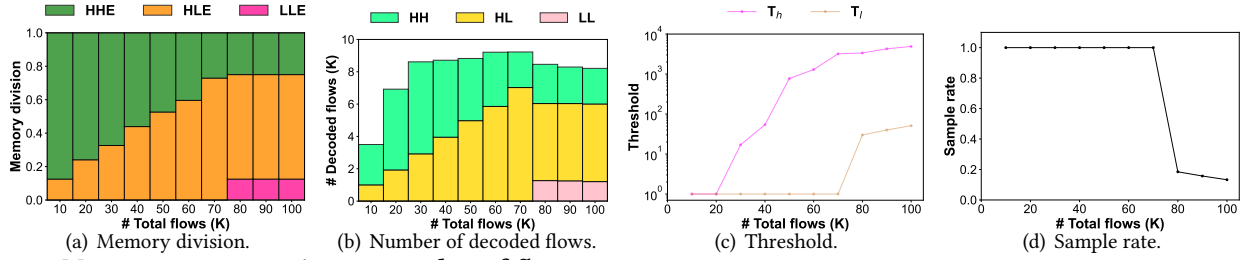 HHE HLE LLE
1.0
0.8
0.6
0.4
0.2
0.0
Memory division
10 20 30 40 50 60 70 80 90 100
# Total flows (K)
(a) Memory division.
HH HL LL
10
8
6
4
2
0
# Decoded flows (K)
10 20 30 40 50 60 70 80 90 100
# Total flows (K)
(b) Number of decoded flows.
T_h T_l
10^4
10^3
10^2
10^1
10^0
Threshold
0 20 40 60 80 100
# Total flows (K)
(c) Threshold.
1.0
0.8
0.6
0.4
0.2
0.0
Sample rate
0 20 40 60 80 100
# Total flows (K)
(d) Sample rate.